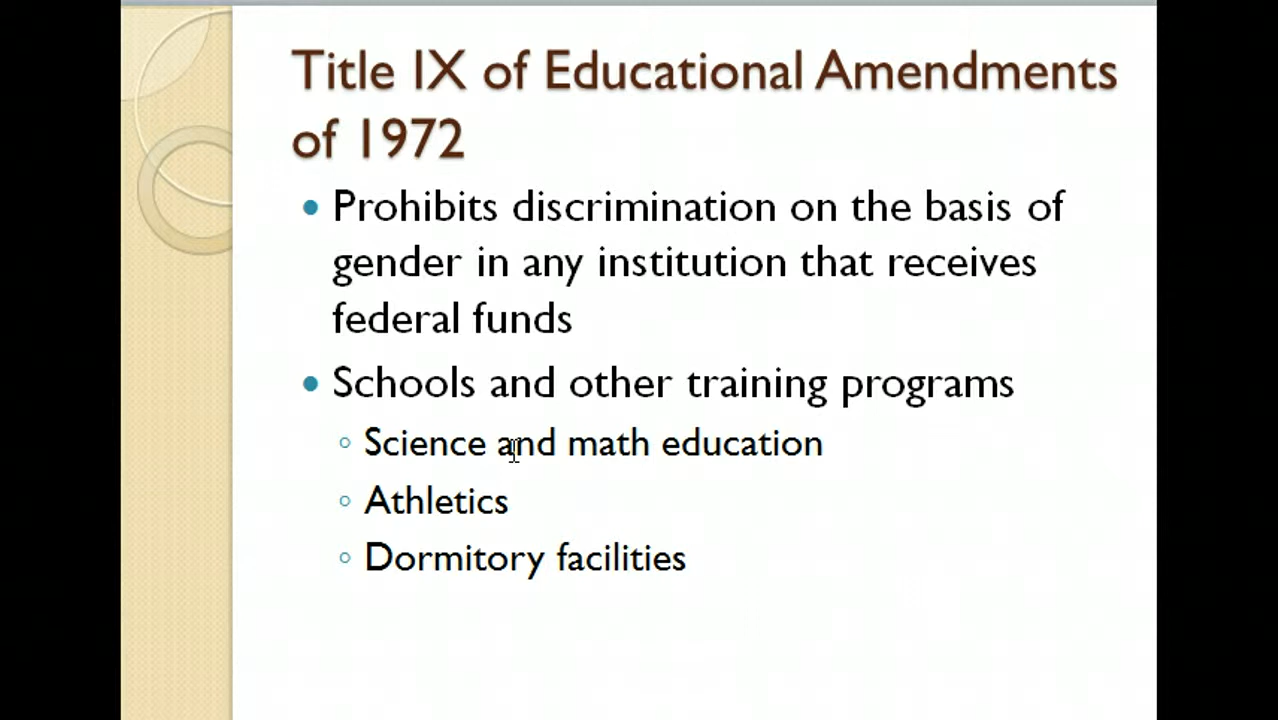 Title IX of Educational Amendments
of 1972
• Prohibits discrimination on the basis of
gender in any institution that receives
federal funds
• Schools and other training programs
◦ Science and math education
◦ Athletics
◦ Dormitory facilities